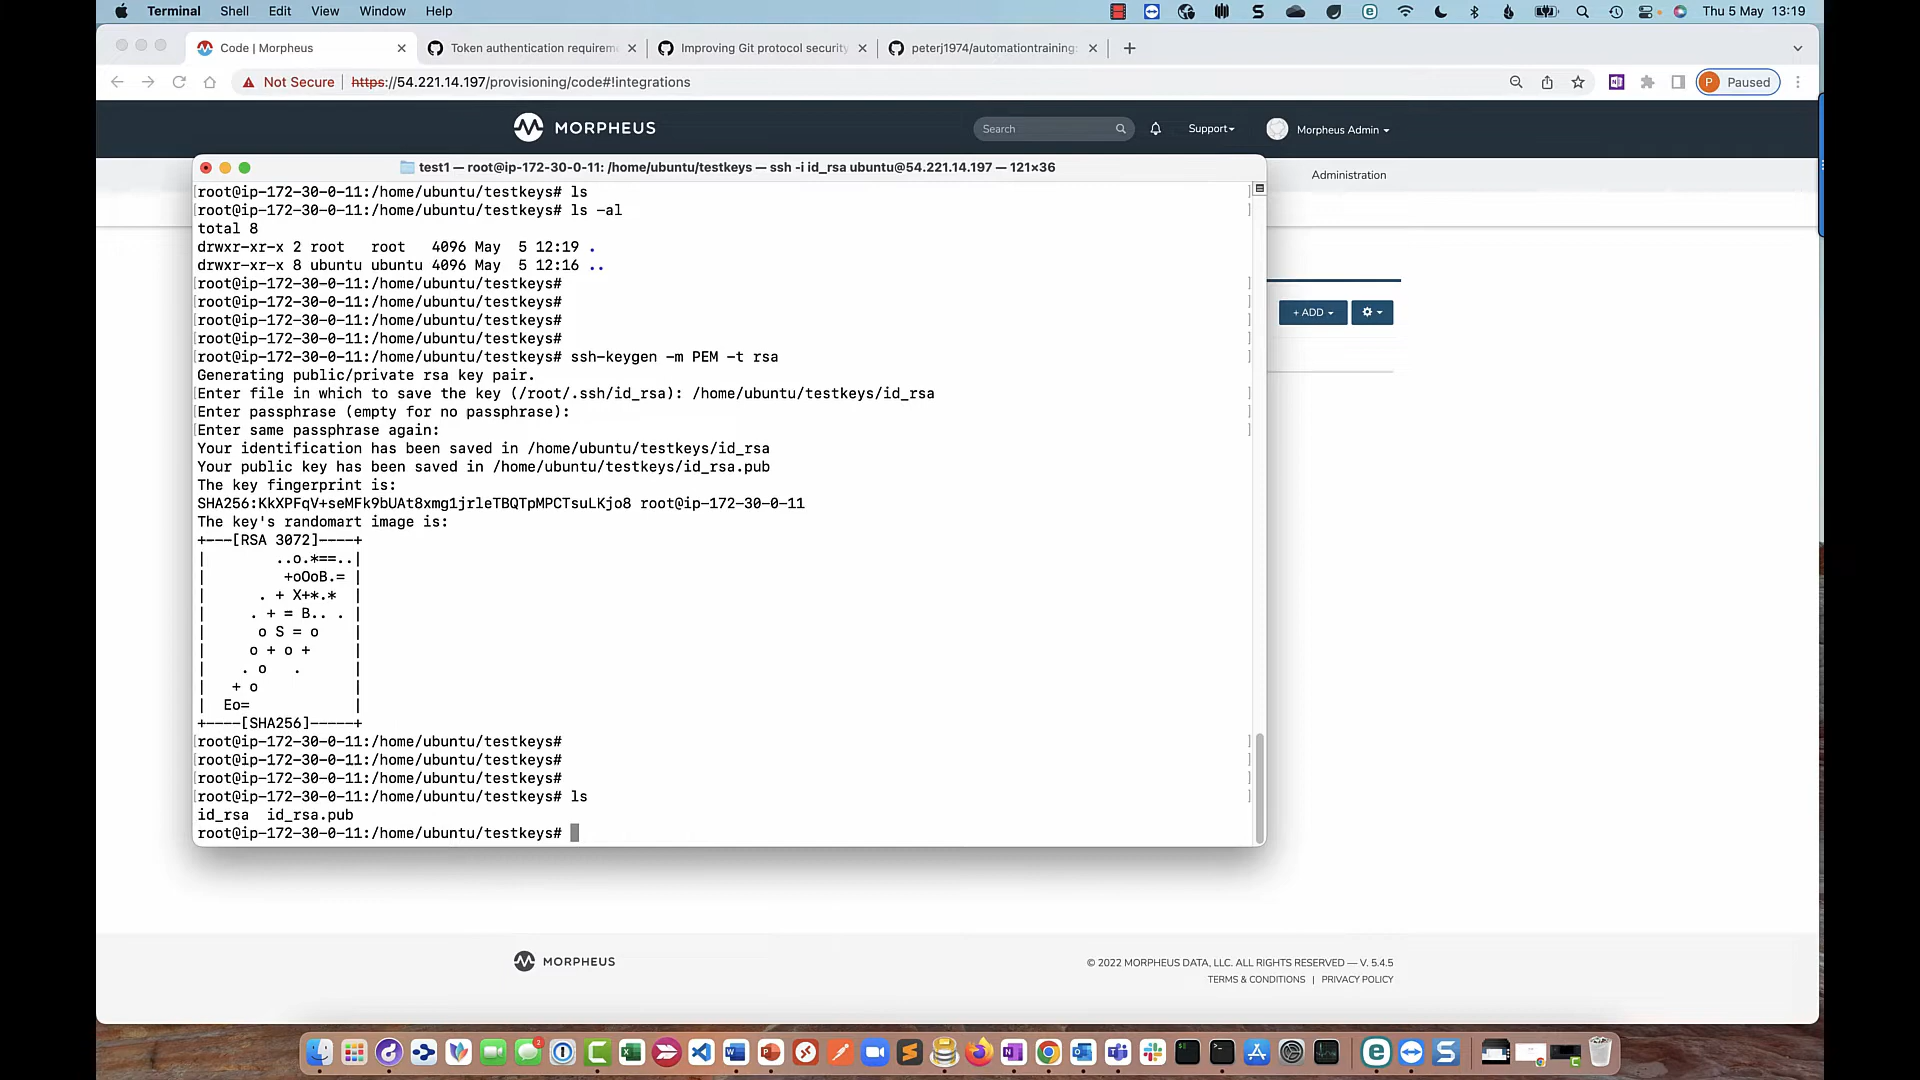 Terminal Shell Edit View Window Help
Thu 5 May 13:19
Code | Morpheus
Token authentication requirem
Improving Git protocol security
peterj1974/automationtraining:
Not Secure
https://54.221.14.197/provisioning/code#!integrations
P Paused
MORPHEUS
Search
Support
Morpheus Admin
test1 — root@ip-172-30-0-11: /home/ubuntu/testkeys — ssh -i id_rsa ubuntu@54.221.14.197 — 121×36
Administration
+ ADD
[root@ip-172-30-0-11:/home/ubuntu/testkeys# ls ]
[root@ip-172-30-0-11:/home/ubuntu/testkeys# ls -al ]
total 8
drwxr-xr-x 2 root   root   4096 May  5 12:19 .
drwxr-xr-x 8 ubuntu ubuntu 4096 May  5 12:16 ..
[root@ip-172-30-0-11:/home/ubuntu/testkeys# ]
[root@ip-172-30-0-11:/home/ubuntu/testkeys# ]
[root@ip-172-30-0-11:/home/ubuntu/testkeys# ]
[root@ip-172-30-0-11:/home/ubuntu/testkeys# ]
[root@ip-172-30-0-11:/home/ubuntu/testkeys# ssh-keygen -m PEM -t rsa ]
Generating public/private rsa key pair.
[Enter file in which to save the key (/root/.ssh/id_rsa): /home/ubuntu/testkeys/id_rsa ]
[Enter passphrase (empty for no passphrase): ]
[Enter same passphrase again: ]
Your identification has been saved in /home/ubuntu/testkeys/id_rsa
Your public key has been saved in /home/ubuntu/testkeys/id_rsa.pub
The key fingerprint is:
SHA256:KkXPFqV+seMFk9bUAt8xmg1jrleTBQTpMPCTsuLKjo8 root@ip-172-30-0-11
The key's randomart image is:
+---[RSA 3072]----+
|        ..o.*==..|
|         +oOoB.= |
|      . + X+*.*  |
|     . + = B.. . |
|      o S = o    |
|     o + o +     |
|    . o   .      |
|   + o           |
|  Eo=            |
+----[SHA256]-----+
[root@ip-172-30-0-11:/home/ubuntu/testkeys# ]
[root@ip-172-30-0-11:/home/ubuntu/testkeys# ]
[root@ip-172-30-0-11:/home/ubuntu/testkeys# ]
[root@ip-172-30-0-11:/home/ubuntu/testkeys# ls ]
id_rsa  id_rsa.pub
root@ip-172-30-0-11:/home/ubuntu/testkeys#
MORPHEUS
© 2022 MORPHEUS DATA, LLC. ALL RIGHTS RESERVED — V. 5.4.5
TERMS & CONDITIONS | PRIVACY POLICY